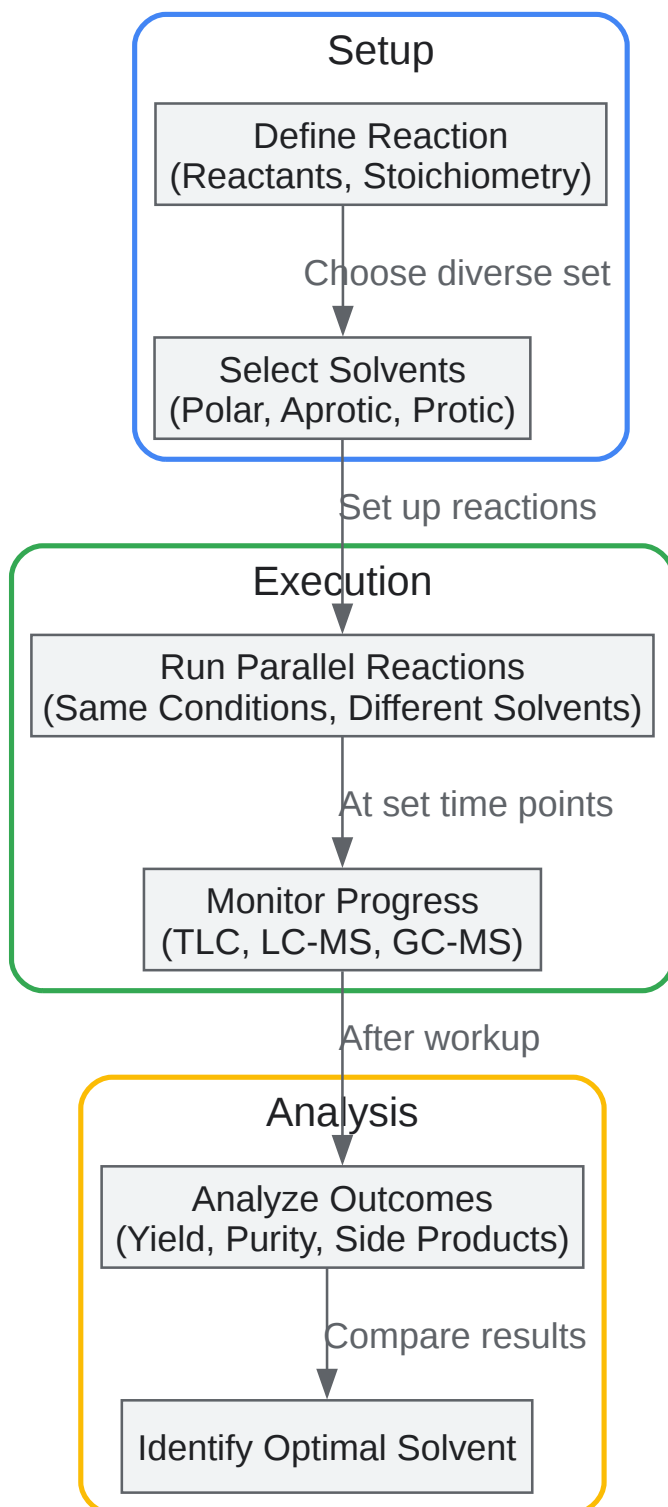 Setup
Define Reaction
(Reactants, Stoichiometry)
Choose diverse set
Select Solvents
(Polar, Aprotic, Protic)
Set up reactions
Execution
Run Parallel Reactions
(Same Conditions, Different Solvents)
At set time points
Monitor Progress
(TLC, LC-MS, GC-MS)
After workup
Analysis
Analyze Outcomes
(Yield, Purity, Side Products)
Compare results
Identify Optimal Solvent